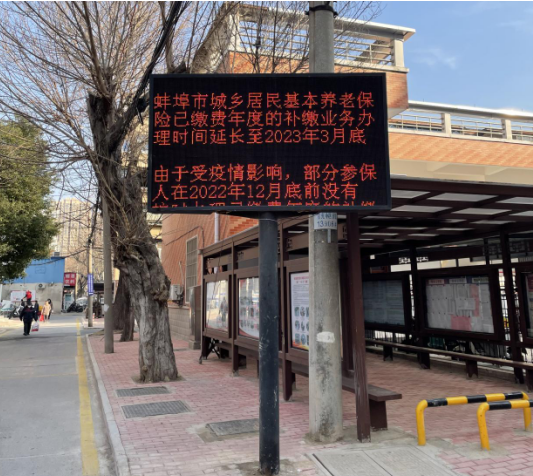 蚌埠市城乡居民基本养老保
险已缴费年度的补缴业务办
理时间延长至2023年3月底
由于受疫情影响，部分参保
人在2022年12月底前没有